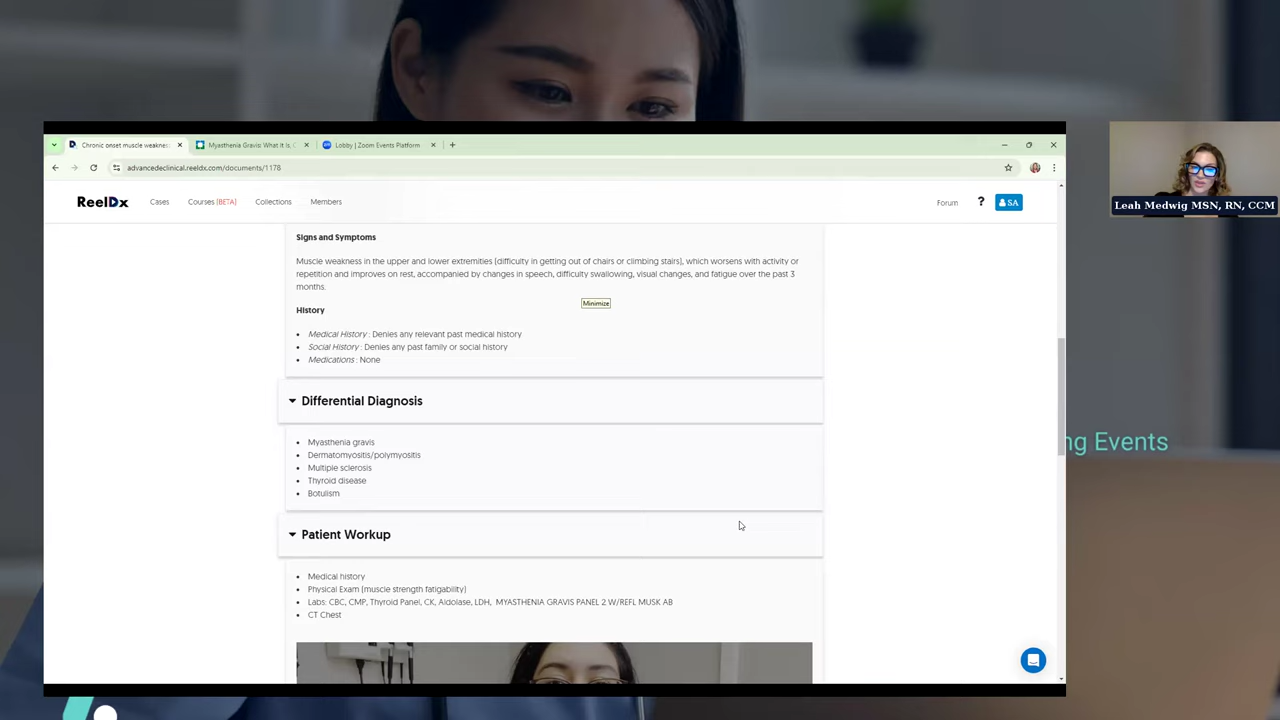 Chronic onset muscle weakness
Myasthenia Gravis: What It Is, C
Lobby | Zoom Events Platform
advancedeclinical.reeldx.com/documents/1178
ReelDx
Cases
Courses (BETA)
Collections
Members
Forum
?
SA
Leah Medwig MSN, RN, CCM
Signs and Symptoms
Muscle weakness in the upper and lower extremities (difficulty in getting out of chairs or climbing stairs), which worsens with activity or
repetition and improves on rest, accompanied by changes in speech, difficulty swallowing, visual changes, and fatigue over the past 3
months.
Minimize
History
• Medical History : Denies any relevant past medical history
• Social History : Denies any past family or social history
• Medications : None
Differential Diagnosis
• Myasthenia gravis
• Dermatomyositis/polymyositis
• Multiple sclerosis
• Thyroid disease
• Botulism
ng Events
Patient Workup
• Medical history
• Physical Exam (muscle strength fatigability)
• Labs: CBC, CMP, Thyroid Panel, CK, Aldolase, LDH, MYASTHENIA GRAVIS PANEL 2 W/REFL MUSK AB
• CT Chest